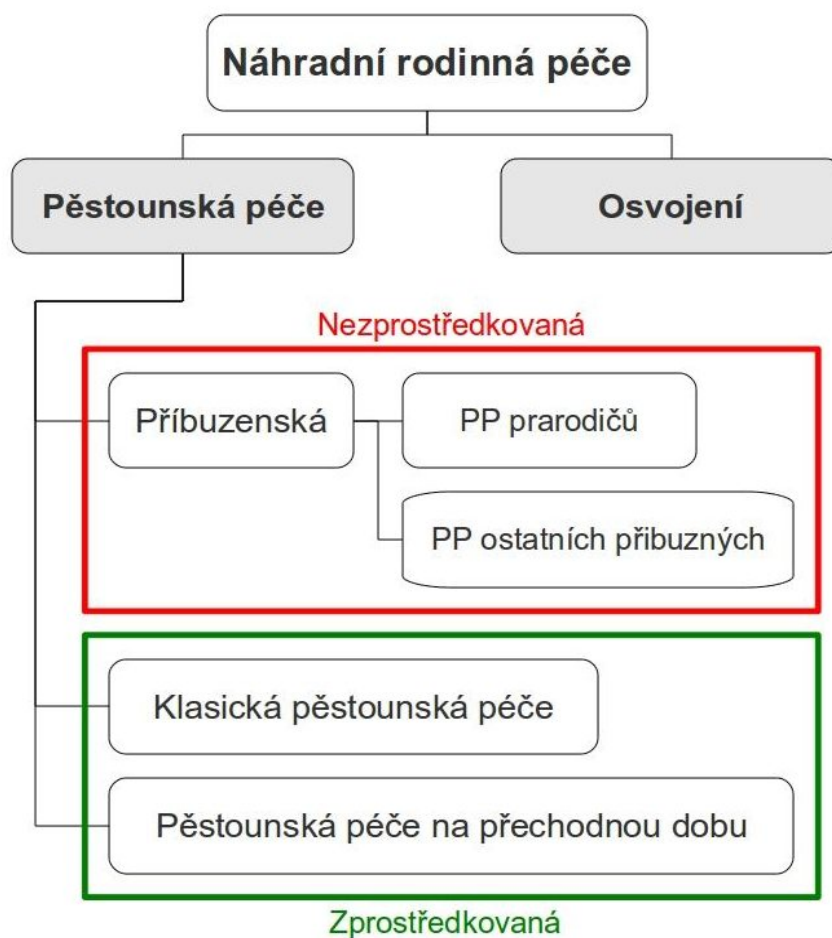 Náhradní rodinná péče
Pěstounská péče
Osvojení
Nezprostředkovaná
Příbuzenská
PP prarodičů
PP ostatních přibuzných
Klasická pěstounská péče
Pěstounská péče na přechodnou dobu
Zprostředkovaná